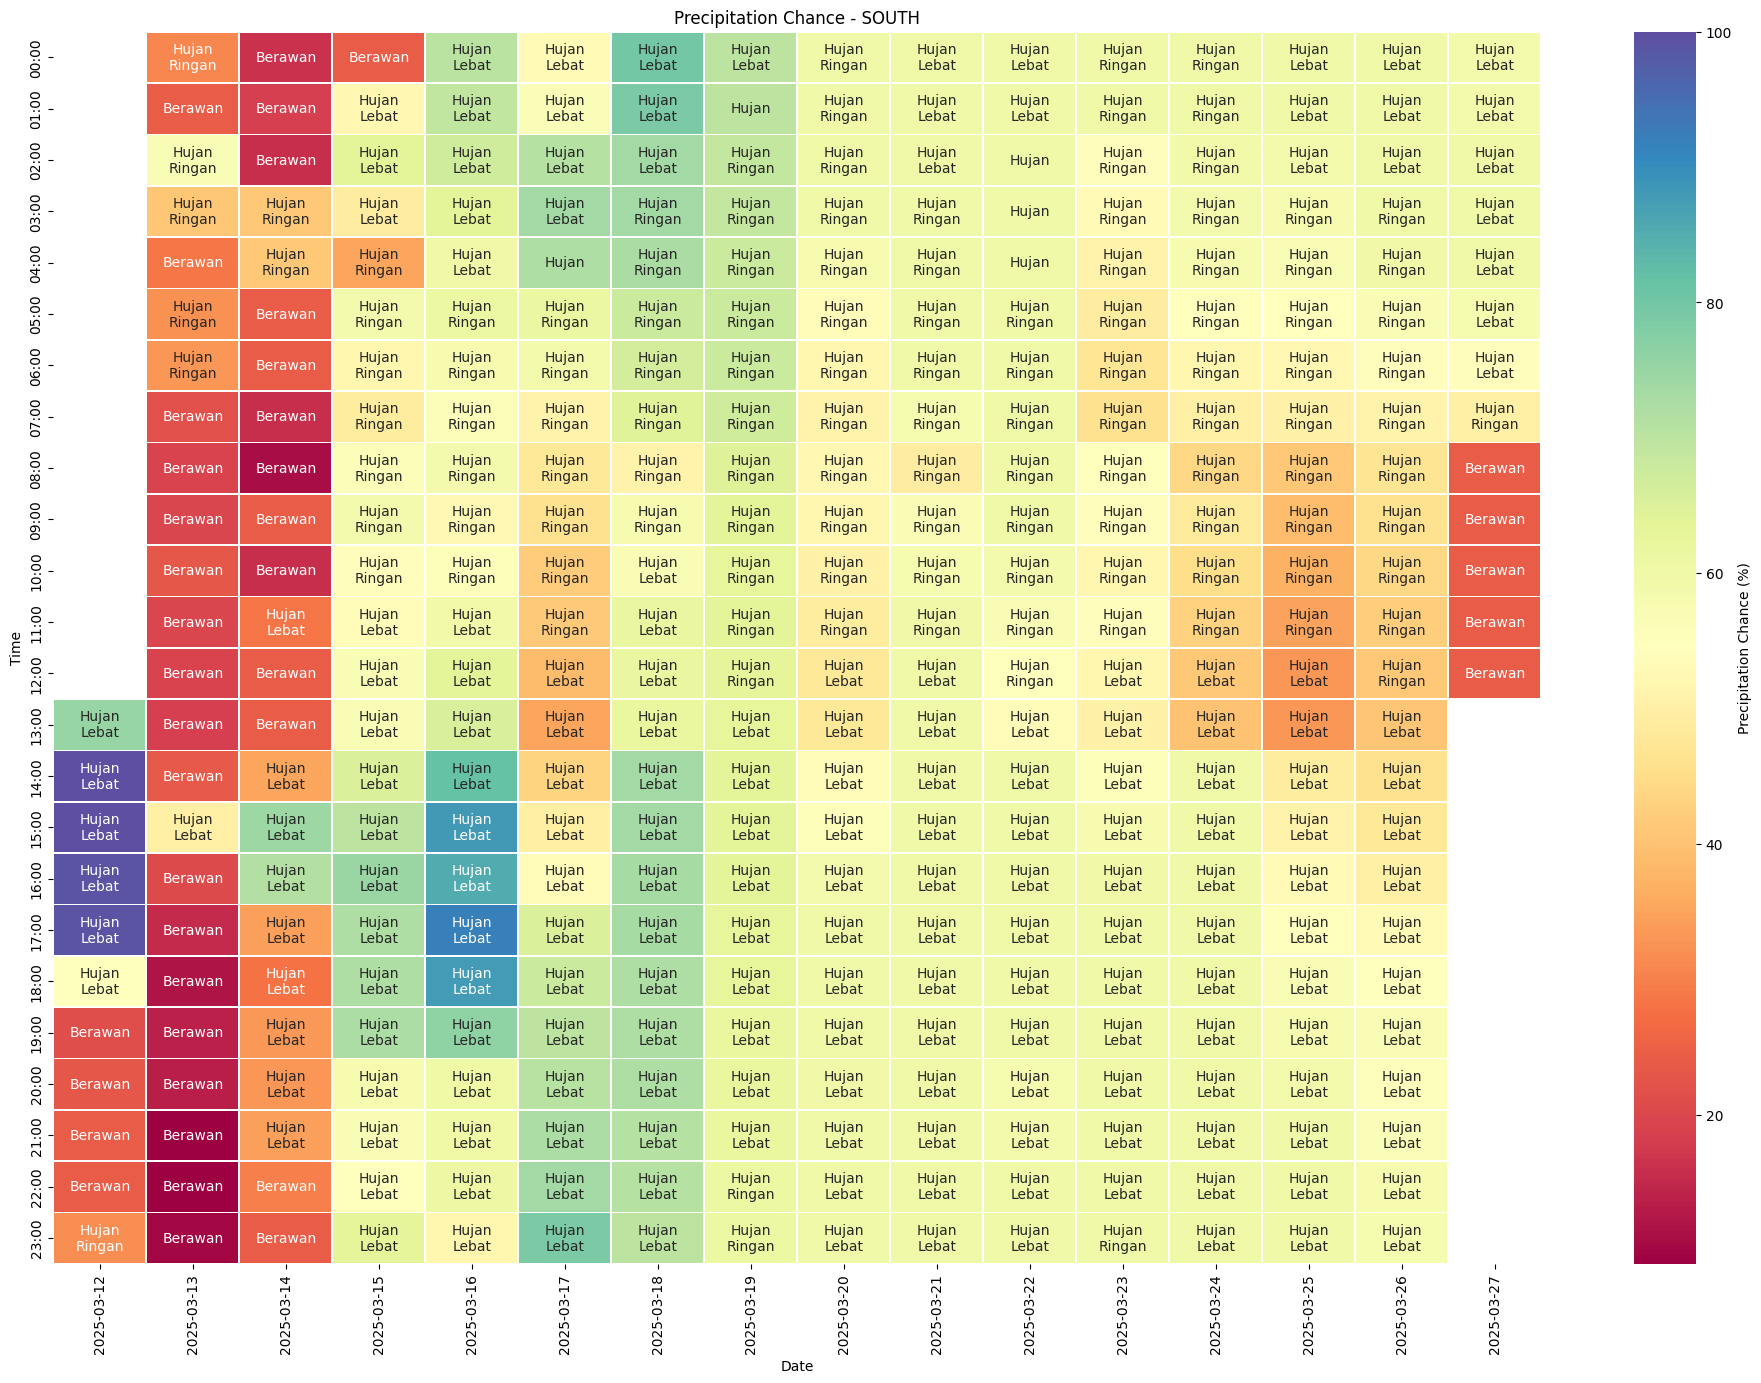 Precipitation Chance - SOUTH
00:00 Hujan Ringan Berawan Berawan Hujan Lebat Hujan Lebat Hujan Lebat Hujan Lebat Hujan Ringan Hujan Lebat Hujan Lebat Hujan Ringan Hujan Ringan Hujan Lebat Hujan Lebat Hujan Lebat
01:00 Berawan Berawan Hujan Lebat Hujan Lebat Hujan Lebat Hujan Lebat Hujan Hujan Ringan Hujan Lebat Hujan Lebat Hujan Ringan Hujan Ringan Hujan Lebat Hujan Lebat Hujan Lebat
02:00 Hujan Ringan Berawan Hujan Lebat Hujan Lebat Hujan Lebat Hujan Lebat Hujan Ringan Hujan Ringan Hujan Lebat Hujan Hujan Ringan Hujan Ringan Hujan Lebat Hujan Lebat Hujan Lebat
03:00 Hujan Ringan Hujan Ringan Hujan Lebat Hujan Lebat Hujan Lebat Hujan Ringan Hujan Ringan Hujan Ringan Hujan Ringan Hujan Hujan Ringan Hujan Ringan Hujan Ringan Hujan Ringan Hujan Lebat
04:00 Berawan Hujan Ringan Hujan Ringan Hujan Lebat Hujan Hujan Ringan Hujan Ringan Hujan Ringan Hujan Ringan Hujan Hujan Ringan Hujan Ringan Hujan Ringan Hujan Ringan Hujan Lebat
05:00 Hujan Ringan Berawan Hujan Ringan Hujan Ringan Hujan Ringan Hujan Ringan Hujan Ringan Hujan Ringan Hujan Ringan Hujan Ringan Hujan Ringan Hujan Ringan Hujan Ringan Hujan Ringan Hujan Lebat
06:00 Hujan Ringan Berawan Hujan Ringan Hujan Ringan Hujan Ringan Hujan Ringan Hujan Ringan Hujan Ringan Hujan Ringan Hujan Ringan Hujan Ringan Hujan Ringan Hujan Ringan Hujan Ringan Hujan Lebat
07:00 Berawan Berawan Hujan Ringan Hujan Ringan Hujan Ringan Hujan Ringan Hujan Ringan Hujan Ringan Hujan Ringan Hujan Ringan Hujan Ringan Hujan Ringan Hujan Ringan Hujan Ringan Hujan Ringan
08:00 Berawan Berawan Hujan Ringan Hujan Ringan Hujan Ringan Hujan Ringan Hujan Ringan Hujan Ringan Hujan Ringan Hujan Ringan Hujan Ringan Hujan Ringan Hujan Ringan Hujan Ringan Berawan
09:00 Berawan Berawan Hujan Ringan Hujan Ringan Hujan Ringan Hujan Ringan Hujan Ringan Hujan Ringan Hujan Ringan Hujan Ringan Hujan Ringan Hujan Ringan Hujan Ringan Hujan Ringan Berawan
10:00 Berawan Berawan Hujan Ringan Hujan Ringan Hujan Ringan Hujan Lebat Hujan Ringan Hujan Ringan Hujan Ringan Hujan Ringan Hujan Ringan Hujan Ringan Hujan Ringan Hujan Ringan Berawan
11:00 Berawan Hujan Lebat Hujan Lebat Hujan Lebat Hujan Ringan Hujan Lebat Hujan Ringan Hujan Ringan Hujan Ringan Hujan Ringan Hujan Ringan Hujan Ringan Hujan Ringan Hujan Ringan Berawan
12:00 Berawan Berawan Hujan Lebat Hujan Lebat Hujan Lebat Hujan Lebat Hujan Ringan Hujan Lebat Hujan Lebat Hujan Ringan Hujan Lebat Hujan Lebat Hujan Lebat Hujan Ringan Berawan
13:00 Hujan Lebat Berawan Berawan Hujan Lebat Hujan Lebat Hujan Lebat Hujan Lebat Hujan Lebat Hujan Lebat Hujan Lebat Hujan Lebat Hujan Lebat Hujan Lebat Hujan Lebat Hujan Lebat
14:00 Hujan Lebat Berawan Hujan Lebat Hujan Lebat Hujan Lebat Hujan Lebat Hujan Lebat Hujan Lebat Hujan Lebat Hujan Lebat Hujan Lebat Hujan Lebat Hujan Lebat Hujan Lebat Hujan Lebat
15:00 Hujan Lebat Hujan Lebat Hujan Lebat Hujan Lebat Hujan Lebat Hujan Lebat Hujan Lebat Hujan Lebat Hujan Lebat Hujan Lebat Hujan Lebat Hujan Lebat Hujan Lebat Hujan Lebat Hujan Lebat
16:00 Hujan Lebat Berawan Hujan Lebat Hujan Lebat Hujan Lebat Hujan Lebat Hujan Lebat Hujan Lebat Hujan Lebat Hujan Lebat Hujan Lebat Hujan Lebat Hujan Lebat Hujan Lebat Hujan Lebat
17:00 Hujan Lebat Berawan Hujan Lebat Hujan Lebat Hujan Lebat Hujan Lebat Hujan Lebat Hujan Lebat Hujan Lebat Hujan Lebat Hujan Lebat Hujan Lebat Hujan Lebat Hujan Lebat Hujan Lebat
18:00 Hujan Lebat Berawan Hujan Lebat Hujan Lebat Hujan Lebat Hujan Lebat Hujan Lebat Hujan Lebat Hujan Lebat Hujan Lebat Hujan Lebat Hujan Lebat Hujan Lebat Hujan Lebat Hujan Lebat
19:00 Berawan Berawan Hujan Lebat Hujan Lebat Hujan Lebat Hujan Lebat Hujan Lebat Hujan Lebat Hujan Lebat Hujan Lebat Hujan Lebat Hujan Lebat Hujan Lebat Hujan Lebat Hujan Lebat
20:00 Berawan Berawan Hujan Lebat Hujan Lebat Hujan Lebat Hujan Lebat Hujan Lebat Hujan Lebat Hujan Lebat Hujan Lebat Hujan Lebat Hujan Lebat Hujan Lebat Hujan Lebat Hujan Lebat
21:00 Berawan Berawan Hujan Lebat Hujan Lebat Hujan Lebat Hujan Lebat Hujan Lebat Hujan Lebat Hujan Lebat Hujan Lebat Hujan Lebat Hujan Lebat Hujan Lebat Hujan Lebat Hujan Lebat
22:00 Berawan Berawan Berawan Hujan Lebat Hujan Lebat Hujan Lebat Hujan Lebat Hujan Ringan Hujan Lebat Hujan Lebat Hujan Lebat Hujan Lebat Hujan Lebat Hujan Lebat Hujan Lebat
23:00 Hujan Ringan Berawan Berawan Hujan Lebat Hujan Lebat Hujan Lebat Hujan Lebat Hujan Ringan Hujan Lebat Hujan Lebat Hujan Lebat Hujan Ringan Hujan Lebat Hujan Lebat Hujan Lebat
Time
2025-03-12 2025-03-13 2025-03-14 2025-03-15 2025-03-16 2025-03-17 2025-03-18 2025-03-19 2025-03-20 2025-03-21 2025-03-22 2025-03-23 2025-03-24 2025-03-25 2025-03-26 2025-03-27
Date
100
80
60
40
20
Precipitation Chance (%)